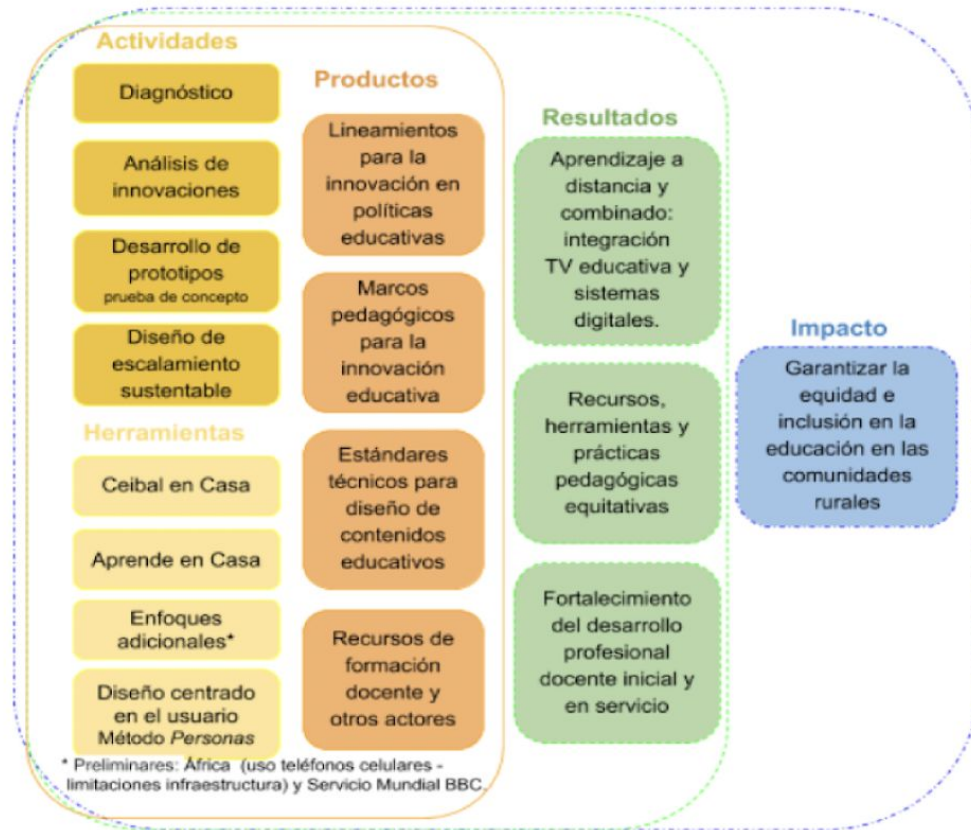 Actividades
Diagnóstico
Análisis de
innovaciones
Desarrollo de
prototipos
prueba de concepto
Diseño de
escalamiento
sustentable
Herramientas
Ceibal en Casa
Aprende en Casa
Enfoques
adicionales*
Diseño centrado
en el usuario
Método Personas
Productos
Lineamientos
para la
innovación en
políticas
educativas
Marcos
pedagógicos
para la
innovación
educativa
Estándares
técnicos para
diseño de
contenidos
educativos
Recursos de
formación
docente y
otros actores
* Preliminares: África (uso teléfonos celulares -
limitaciones infraestructura) y Servicio Mundial BBC.
Resultados
Aprendizaje a
distancia y
combinado:
integración
TV educativa y
sistemas
digitales.
Recursos,
herramientas y
prácticas
pedagógicas
equitativas
Fortalecimiento
del desarrollo
profesional
docente inicial y
en servicio
Impacto
Garantizar la
equidad e
inclusión en la
educación en las
comunidades
rurales